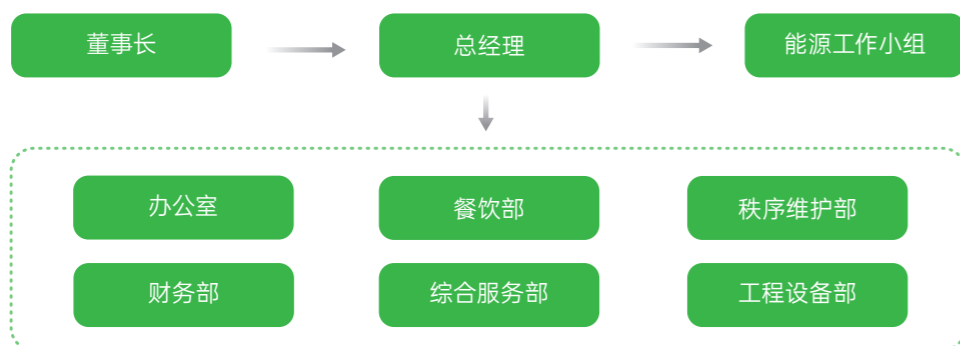 董事长
总经理
能源工作小组
办公室
餐饮部
秩序维护部
财务部
综合服务部
工程设备部